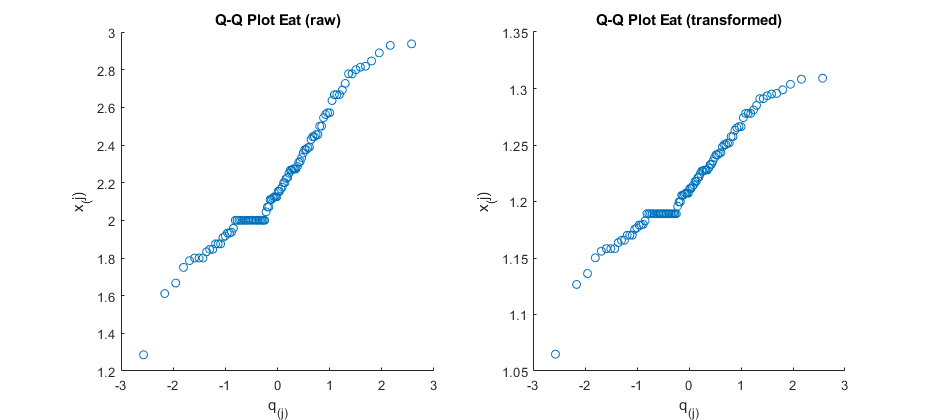 Q-Q Plot Eat (raw)
3
2.8
2.6
2.4
2.2
2
1.8
1.6
1.4
1.2
x(j)
-3 -2 -1 0 1 2 3
q(j)
Q-Q Plot Eat (transformed)
1.35
1.3
1.25
1.2
1.15
1.1
1.05
x(j)
-3 -2 -1 0 1 2 3
q(j)